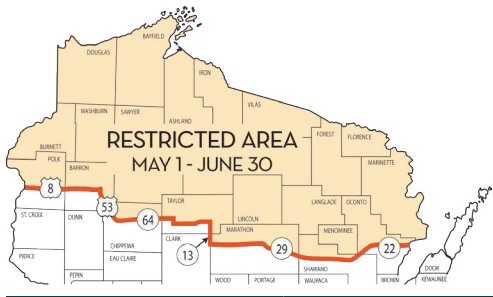 BAYFIELD
DOUGLAS
IRON
VILAS
WASHBURN SAWYER
ASHLAND
FOREST FLORENCE
RESTRICTED AREA
BURNETT
MAY 1 - JUNE 30
POLK
MARINETTE
BARRON
8
TAYLOR
LANGLADE OCONTO
53
64
LINCOLN
ST. CROIX
DUNN
MARATHON
MENOMINEE
CLARK
CHIPPEWA
22
29
13
PIERCE
EAU CLAIRE
SHAWANO
DOOR
PEPIN
WOOD PORTAGE WAUPACA
BROWN
KEWAUNEE